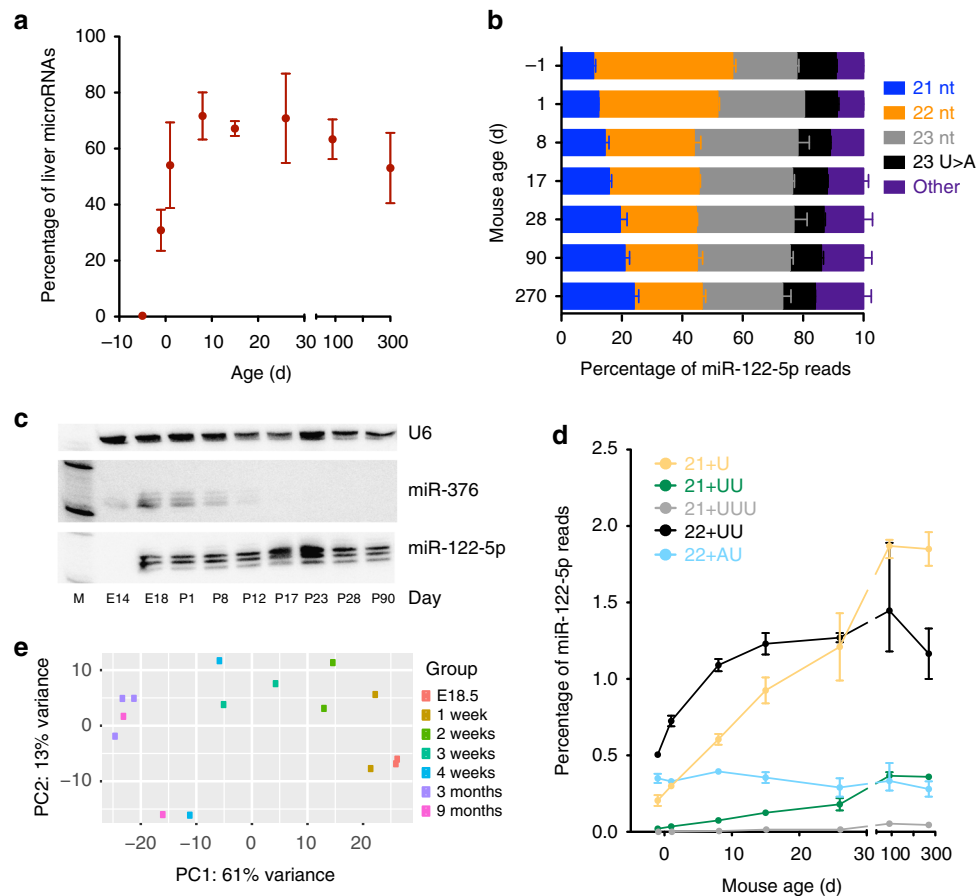 a
Percentage of liver microRNAs
100
80
60
40
20
0
−10
0
10
20
30
100
300
Age (d)
b
Mouse age (d)
−1
1
8
17
28
90
270
0
20
40
60
80
10
Percentage of miR-122-5p reads
21 nt
22 nt
23 nt
23 U>A
Other
c
U6
miR-376
miR-122-5p
M E14 E18 P1 P8 P12 P17 P23 P28 P90 Day
d
Percentage of miR-122-5p reads
2.5
2.0
1.5
1.0
0.5
0.0
21+U
21+UU
21+UUU
22+UU
22+AU
0
10
20
30
100
300
Mouse age (d)
e
PC2: 13% variance
10
0
−10
−20
−10
0
10
20
PC1: 61% variance
Group
E18.5
1 week
2 weeks
3 weeks
4 weeks
3 months
9 months